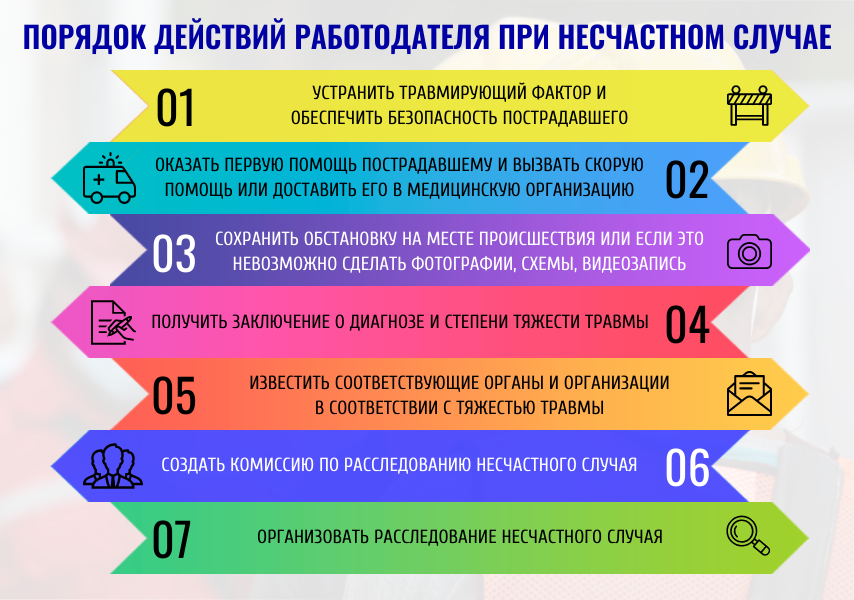 ПОРЯДОК ДЕЙСТВИЙ РАБОТОДАТЕЛЯ ПРИ НЕСЧАСТНОМ СЛУЧАЕ
01
УСТРАНИТЬ ТРАВМИРУЮЩИЙ ФАКТОР И
ОБЕСПЕЧИТЬ БЕЗОПАСНОСТЬ ПОСТРАДАВШЕГО
ОКАЗАТЬ ПЕРВУЮ ПОМОЩЬ ПОСТРАДАВШЕМУ И ВЫЗВАТЬ СКОРУЮ
ПОМОЩЬ ИЛИ ДОСТАВИТЬ ЕГО В МЕДИЦИНСКУЮ ОРГАНИЗАЦИЮ
02
03
СОХРАНИТЬ ОБСТАНОВКУ НА МЕСТЕ ПРОИСШЕСТВИЯ ИЛИ ЕСЛИ ЭТО
НЕВОЗМОЖНО СДЕЛАТЬ ФОТОГРАФИИ, СХЕМЫ, ВИДЕОЗАПИСЬ
ПОЛУЧИТЬ ЗАКЛЮЧЕНИЕ О ДИАГНОЗЕ И СТЕПЕНИ ТЯЖЕСТИ ТРАВМЫ
04
05
ИЗВЕСТИТЬ СООТВЕТСТВУЮЩИЕ ОРГАНЫ И ОРГАНИЗАЦИИ
В СООТВЕТСТВИИ С ТЯЖЕСТЬЮ ТРАВМЫ
СОЗДАТЬ КОМИССИЮ ПО РАССЛЕДОВАНИЮ НЕСЧАСТНОГО СЛУЧАЯ
06
07
ОРГАНИЗОВАТЬ РАССЛЕДОВАНИЕ НЕСЧАСТНОГО СЛУЧАЯ